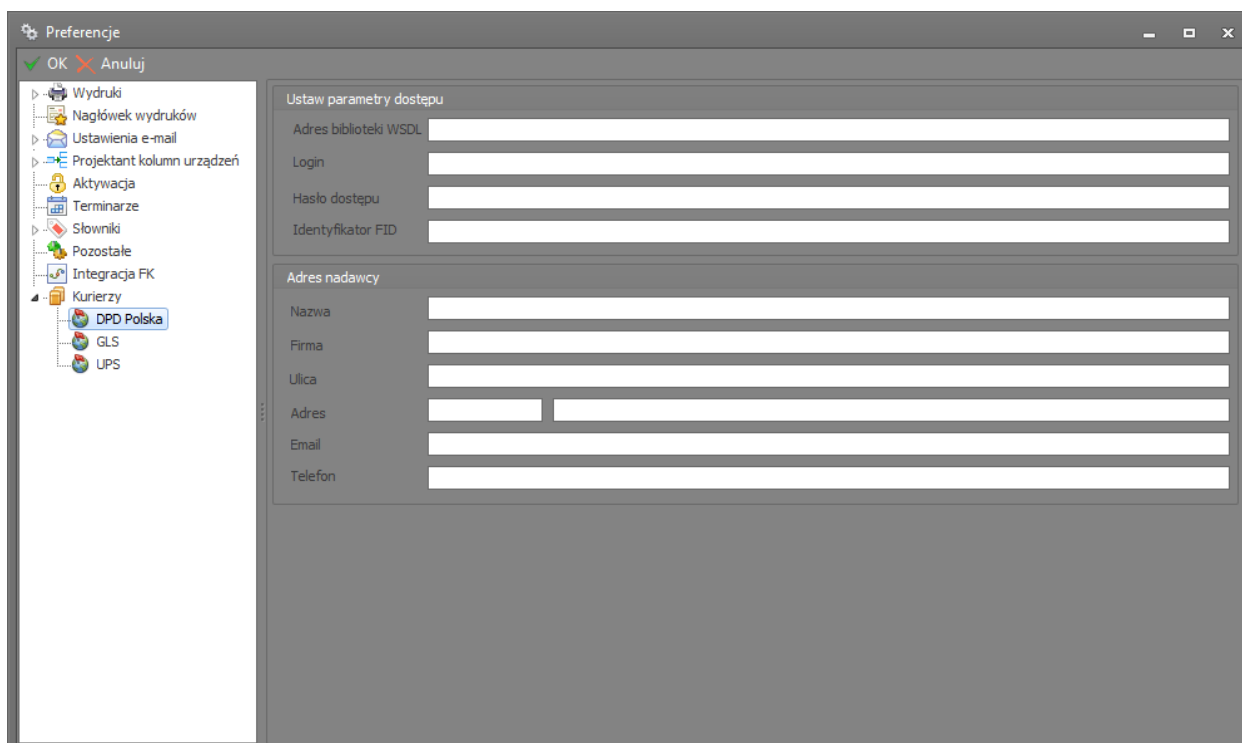 Preferencje
OK Anuluj
Wydruki
Nagłówek wydruków
Ustawienia e-mail
Projektant kolumn urządzeń
Aktywacja
Terminarze
Słowniki
Pozostałe
Integracja FK
Kurierzy
DPD Polska
GLS
UPS
Ustaw parametry dostępu
Adres biblioteki WSDL
Login
Hasło dostępu
Identyfikator FID
Adres nadawcy
Nazwa
Firma
Ulica
Adres
Email
Telefon